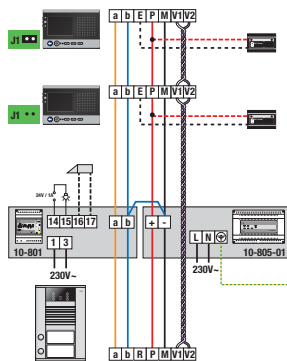 a b E P M V1 V2
J1
a b E P M V1 V2
J1
24V / 1A
14 15 16 17
a b + -
1 3
L N
10-801
230V~
230V~
10-805-01
a b R P M V1 V2